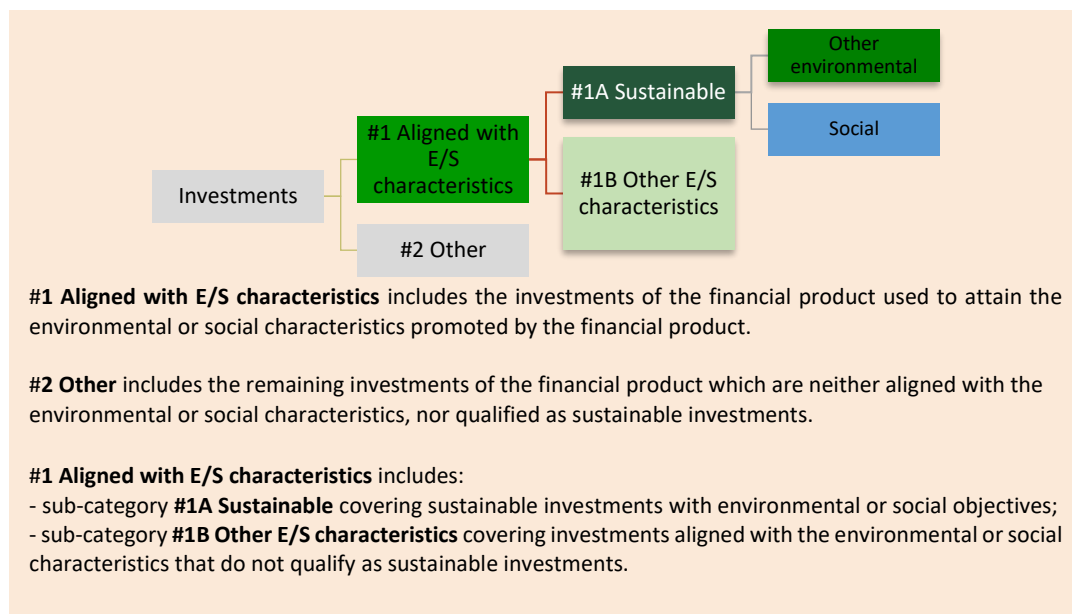 Other
environmental
#1A Sustainable
#1 Aligned with
E/S
characteristics
Social
#1B Other E/S
characteristics
Investments
#2 Other
#1 Aligned with E/S characteristics includes the investments of the financial product used to attain the
environmental or social characteristics promoted by the financial product.
#2 Other includes the remaining investments of the financial product which are neither aligned with the
environmental or social characteristics, nor qualified as sustainable investments.
#1 Aligned with E/S characteristics includes:
- sub-category #1A Sustainable covering sustainable investments with environmental or social objectives;
- sub-category #1B Other E/S characteristics covering investments aligned with the environmental or social
characteristics that do not qualify as sustainable investments.